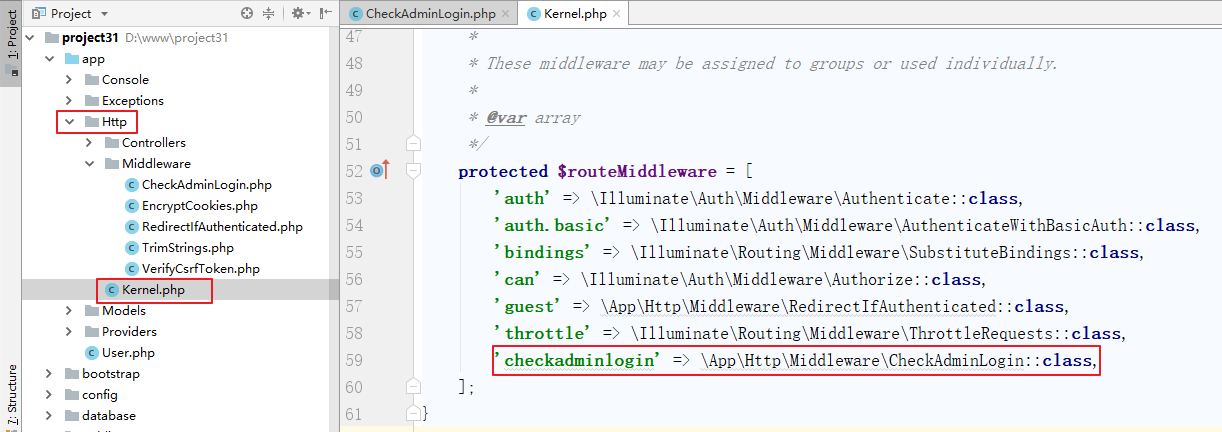 1: Project
7: Structure
Project
project31 D:\www\project31
app
Console
Exceptions
Http
Controllers
Middleware
CheckAdminLogin.php
EncryptCookies.php
RedirectIfAuthenticated.php
TrimStrings.php
VerifyCsrfToken.php
Kernel.php
Models
Providers
User.php
bootstrap
config
database
CheckAdminLogin.php
Kernel.php
47 *
48 * These middleware may be assigned to groups or used individually.
49 *
50 * @var array
51 */
52 protected $routeMiddleware = [
53 'auth' => \Illuminate\Auth\Middleware\Authenticate::class,
54 'auth.basic' => \Illuminate\Auth\Middleware\AuthenticateWithBasicAuth::class,
55 'bindings' => \Illuminate\Routing\Middleware\SubstituteBindings::class,
56 'can' => \Illuminate\Auth\Middleware\Authorize::class,
57 'guest' => \App\Http\Middleware\RedirectIfAuthenticated::class,
58 'throttle' => \Illuminate\Routing\Middleware\ThrottleRequests::class,
59 'checkadminlogin' => \App\Http\Middleware\CheckAdminLogin::class,
60 ];
61 }